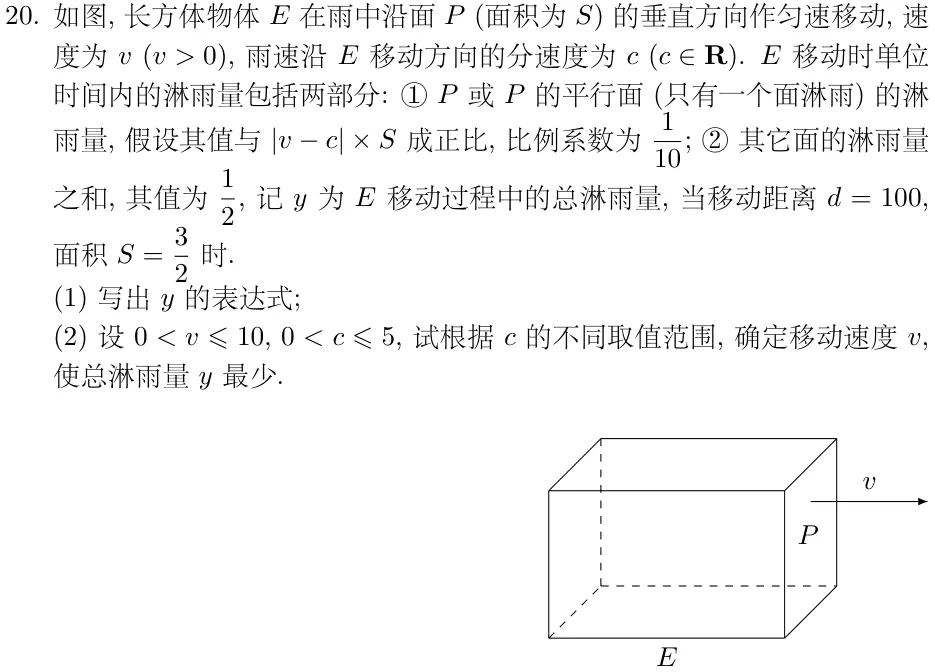 20. 如图, 长方体物体 E 在雨中沿面 P (面积为 S) 的垂直方向作匀速移动, 速
度为 v (v > 0), 雨速沿 E 移动方向的分速度为 c (c ∈ R). E 移动时单位
时间内的淋雨量包括两部分: ① P 或 P 的平行面 (只有一个面淋雨) 的淋
雨量, 假设其值与 |v − c| × S 成正比, 比例系数为 1/10; ② 其它面的淋雨量
之和, 其值为 1/2, 记 y 为 E 移动过程中的总淋雨量, 当移动距离 d = 100,
面积 S = 3/2 时.
(1) 写出 y 的表达式;
(2) 设 0 < v ⩽ 10, 0 < c ⩽ 5, 试根据 c 的不同取值范围, 确定移动速度 v,
使总淋雨量 y 最少.
v
P
E